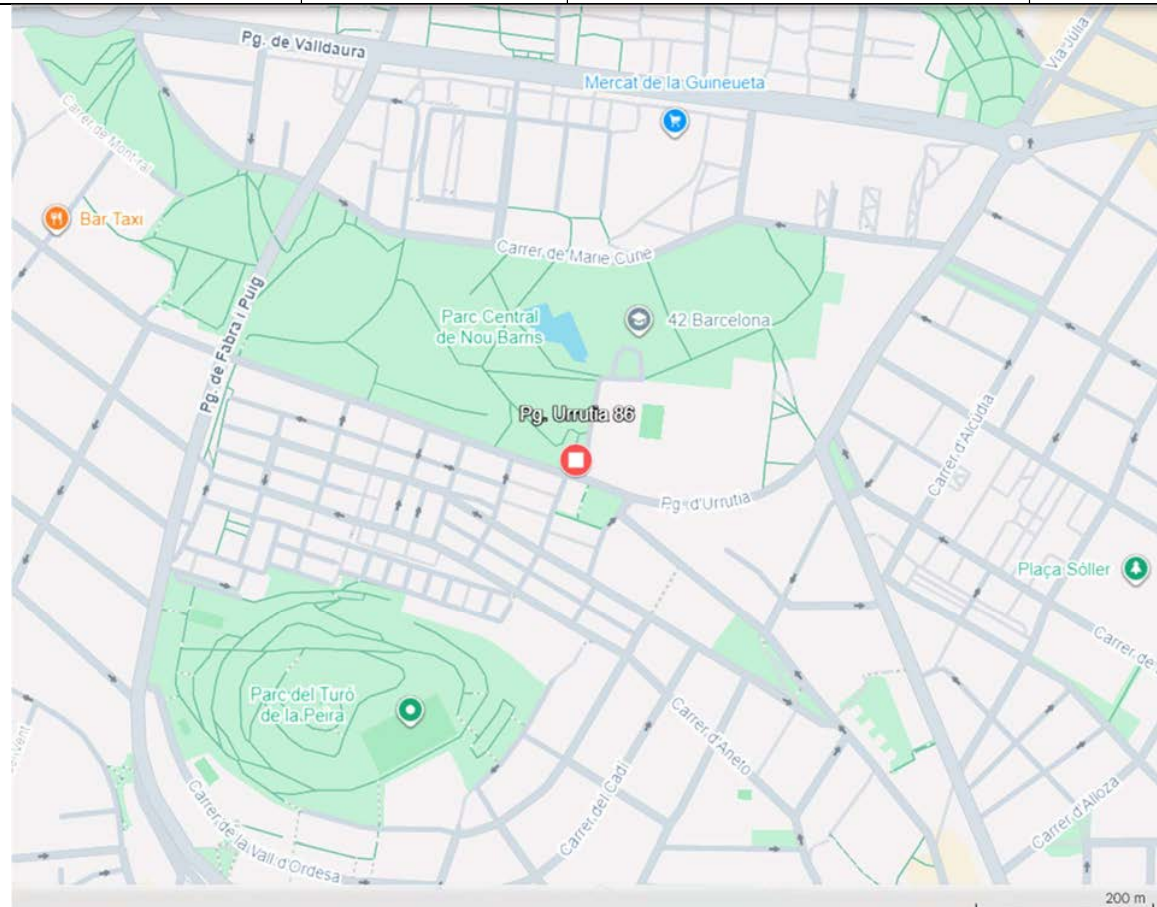 Pg. de Valldaura
Via Julia
Mercat de la Guineueta
Carrer de Mont-ral
Bar Taxi
Carrer de Marie Curie
Pg. de Fabra i Puig
Parc Central
de Nou Barris
42 Barcelona
Pg. Urrutia 86
Carrer d'Alcúdia
Pg. d'Urrutia
Plaça Sóller
Carrer de
Parc del Turó
de la Peira
Carrer d'Aneto
Carrer del Cadí
Carrer de la Vall d'Ordesa
Carrer d'Alloza
200 m